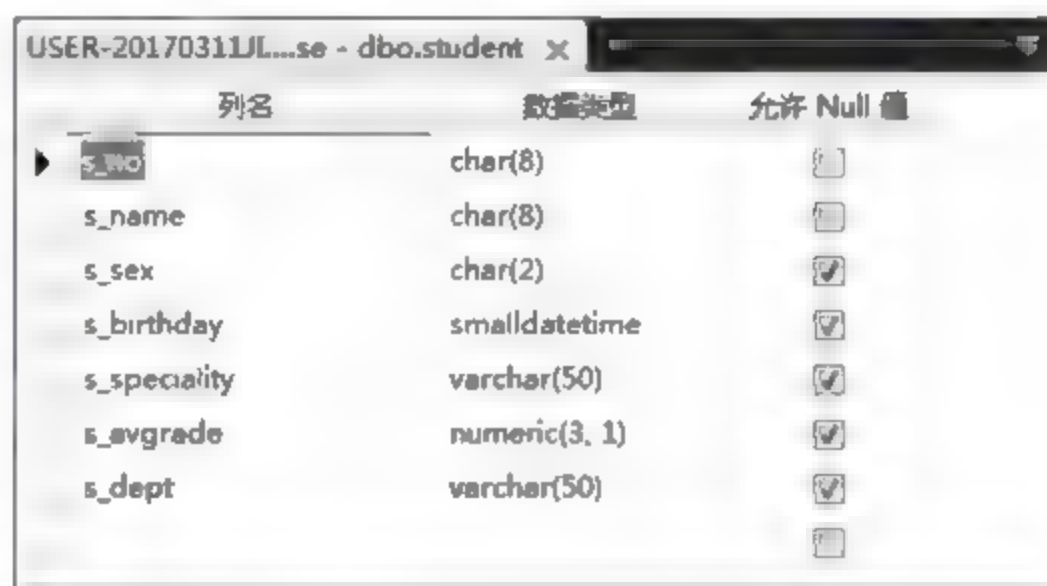 USER-20170311JL...se - dbo.student
列名 数据类型 允许 Null 值
s_no char(8)
s_name char(8)
s_sex char(2)
s_birthday smalldatetime
s_speciality varchar(50)
s_avgrade numeric(3, 1)
s_dept varchar(50)